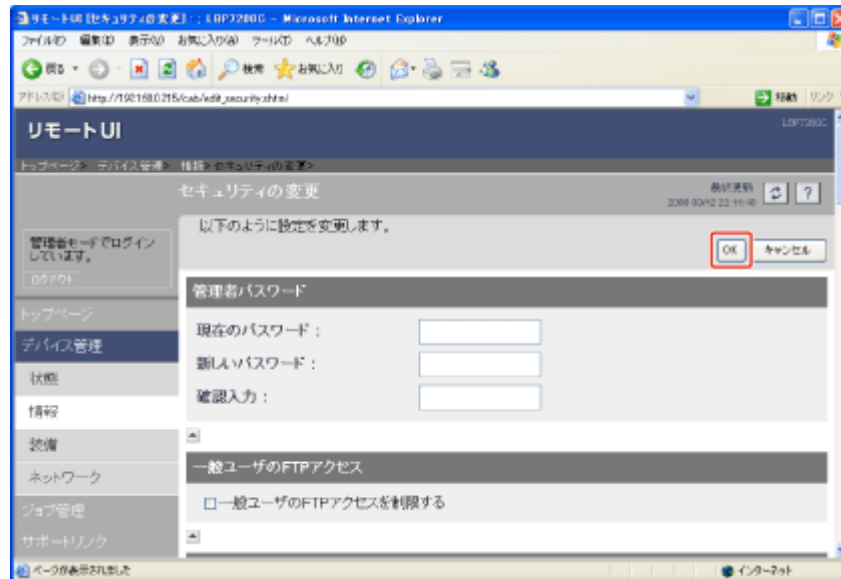 リモートUI [セキュリティの変更] : ; LBP7200C - Microsoft Internet Explorer
ファイル(F) 編集(E) 表示(V) お気に入り(A) ツール(T) ヘルプ(H)
戻る 検索 お気に入り
アドレス(D) http://192.168.0.215/cab/edit_security.shtml 移動 リンク
リモートUI LBP7200C
トップページ> デバイス管理> 情報> セキュリティの変更>
セキュリティの変更 最終更新
以下のように設定を変更します。
管理者モードでログイン
しています。
OK キャンセル
ログアウト
管理者パスワード
トップページ
現在のパスワード :
デバイス管理
新しいパスワード :
状態
確認入力 :
情報
装備
一般ユーザのFTPアクセス
ネットワーク
一般ユーザのFTPアクセスを制限する
ジョブ管理
サポートリンク
ページが表示されました インターネット